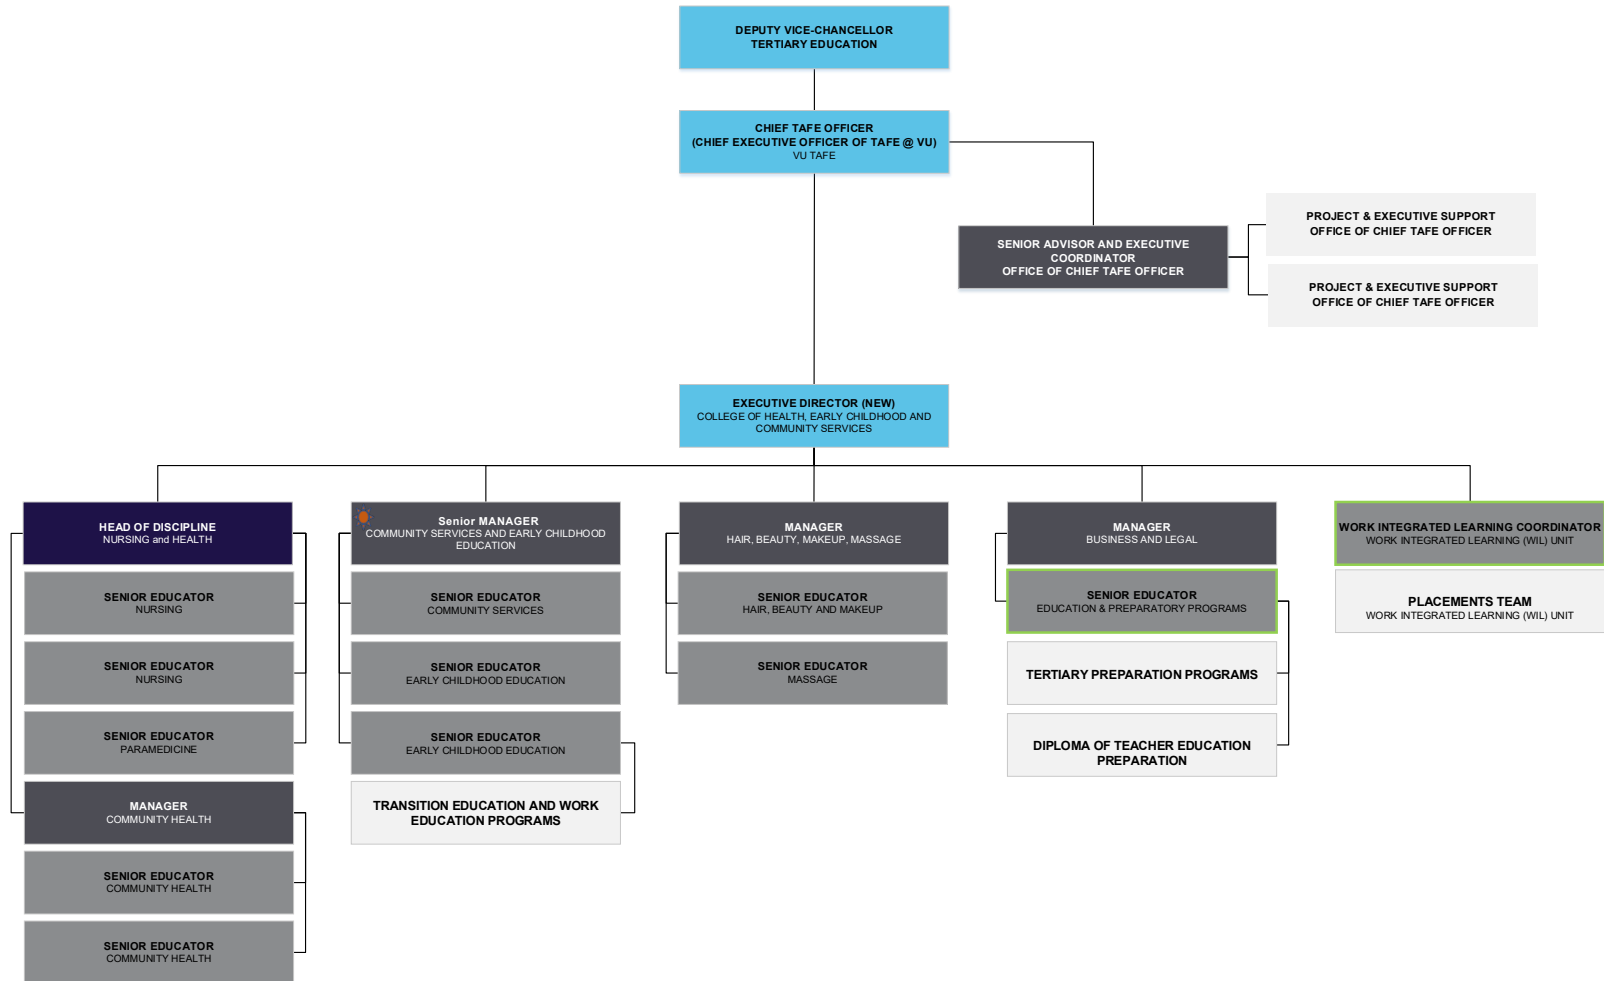 DEPUTY VICE-CHANCELLOR
TERTIARY EDUCATION
CHIEF TAFE OFFICER
(CHIEF EXECUTIVE OFFICER OF TAFE @ VU)
VU TAFE
SENIOR ADVISOR AND EXECUTIVE
COORDINATOR
OFFICE OF CHIEF TAFE OFFICER
PROJECT & EXECUTIVE SUPPORT
OFFICE OF CHIEF TAFE OFFICER
PROJECT & EXECUTIVE SUPPORT
OFFICE OF CHIEF TAFE OFFICER
EXECUTIVE DIRECTOR (NEW)
COLLEGE OF HEALTH, EARLY CHILDHOOD AND
COMMUNITY SERVICES
HEAD OF DISCIPLINE
NURSING and HEALTH
SENIOR EDUCATOR
NURSING
SENIOR EDUCATOR
NURSING
SENIOR EDUCATOR
PARAMEDICINE
MANAGER
COMMUNITY HEALTH
SENIOR EDUCATOR
COMMUNITY HEALTH
SENIOR EDUCATOR
COMMUNITY HEALTH
Senior MANAGER
COMMUNITY SERVICES AND EARLY CHILDHOOD
EDUCATION
SENIOR EDUCATOR
COMMUNITY SERVICES
SENIOR EDUCATOR
EARLY CHILDHOOD EDUCATION
SENIOR EDUCATOR
EARLY CHILDHOOD EDUCATION
TRANSITION EDUCATION AND WORK
EDUCATION PROGRAMS
MANAGER
HAIR, BEAUTY, MAKEUP, MASSAGE
SENIOR EDUCATOR
HAIR, BEAUTY AND MAKEUP
SENIOR EDUCATOR
MASSAGE
MANAGER
BUSINESS AND LEGAL
SENIOR EDUCATOR
EDUCATION & PREPARATORY PROGRAMS
TERTIARY PREPARATION PROGRAMS
DIPLOMA OF TEACHER EDUCATION
PREPARATION
WORK INTEGRATED LEARNING COORDINATOR
WORK INTEGRATED LEARNING (WIL) UNIT
PLACEMENTS TEAM
WORK INTEGRATED LEARNING (WIL) UNIT